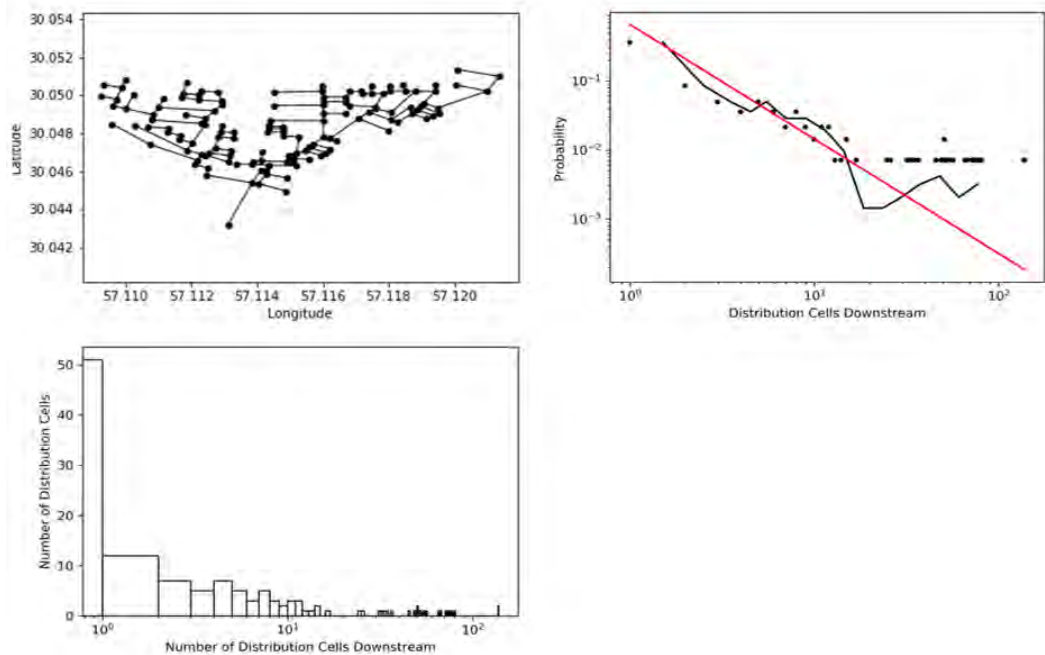 30.054
30.052
30.050
30.048
30.046
30.044
30.042
Latitude
57.110 57.112 57.114 57.116 57.118 57.120
Longitude
10⁻¹
10⁻²
10⁻³
Probability
10⁰ 10¹ 10²
Distribution Cells Downstream
50
40
30
20
10
0
Number of Distribution Cells
10⁰ 10¹ 10²
Number of Distribution Cells Downstream